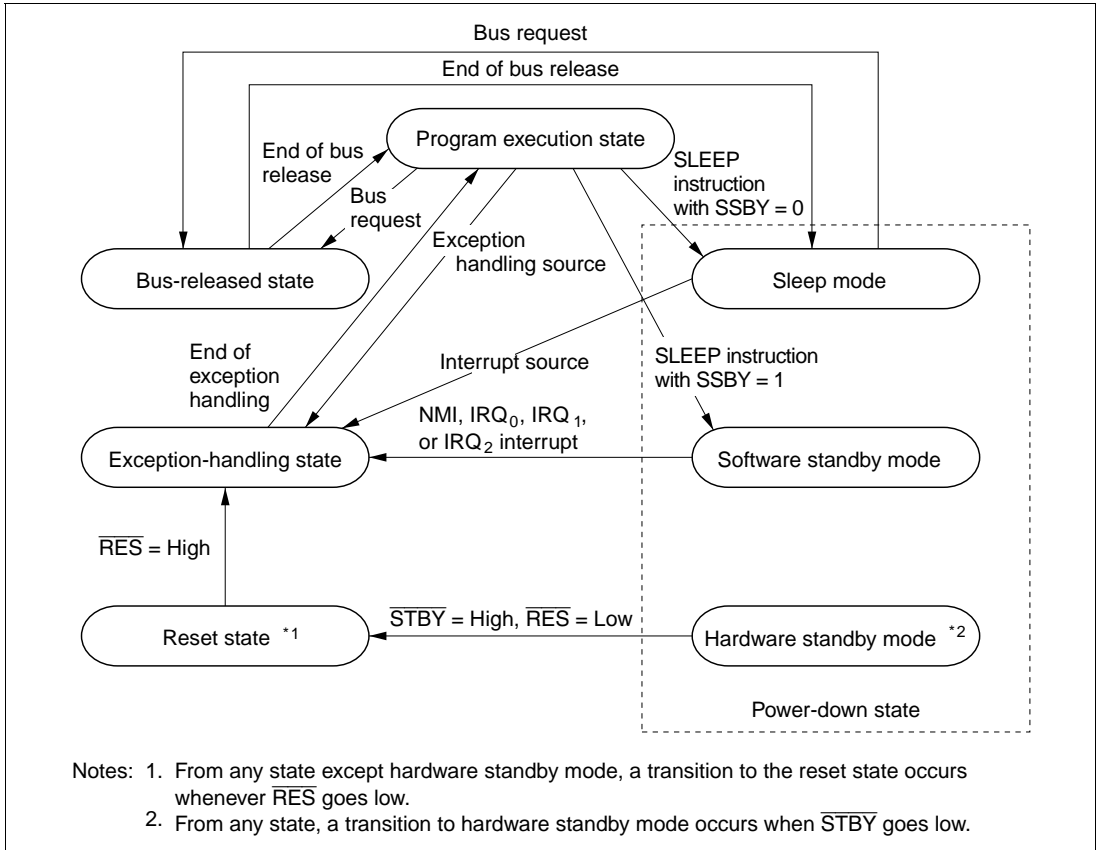 Bus request
End of bus release
Program execution state
End of bus
release
Bus
request
SLEEP
instruction
with SSBY = 0
Exception
handling source
Bus-released state
Sleep mode
End of
exception
handling
Interrupt source
SLEEP instruction
with SSBY = 1
NMI, IRQ0, IRQ1,
or IRQ2 interrupt
Exception-handling state
Software standby mode
R̅E̅S̅ = High
S̅T̅B̅Y̅ = High, R̅E̅S̅ = Low
Reset state *1
Hardware standby mode *2
Power-down state
Notes: 1. From any state except hardware standby mode, a transition to the reset state occurs
whenever R̅E̅S̅ goes low.
2. From any state, a transition to hardware standby mode occurs when S̅T̅B̅Y̅ goes low.